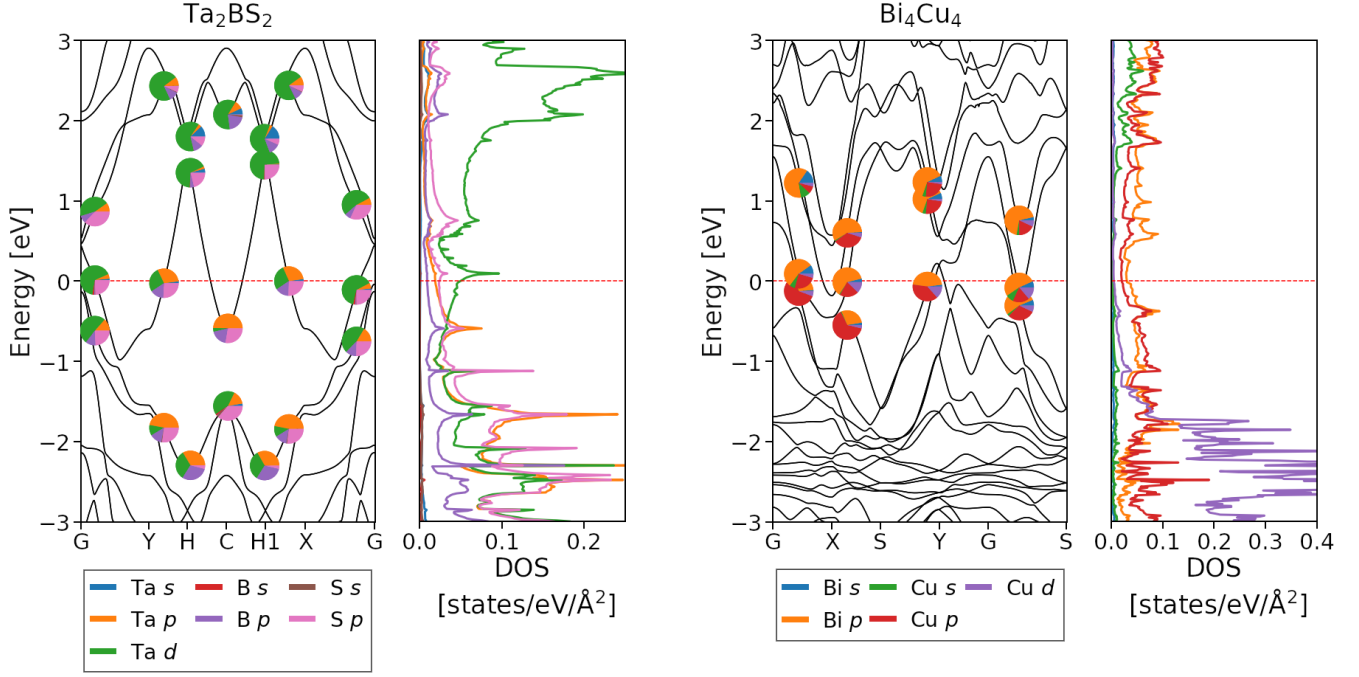 Ta₂BS₂
Energy [eV]
3
2
1
0
−1
−2
−3
G Y H C H1 X G
0.0 0.1 0.2
DOS
[states/eV/Å²]
Ta s B s S s
Ta p B p S p
Ta d
Bi₄Cu₄
Energy [eV]
3
2
1
0
−1
−2
−3
G X S Y G S
0.0 0.1 0.2 0.3 0.4
DOS
[states/eV/Å²]
Bi s Cu s Cu d
Bi p Cu p